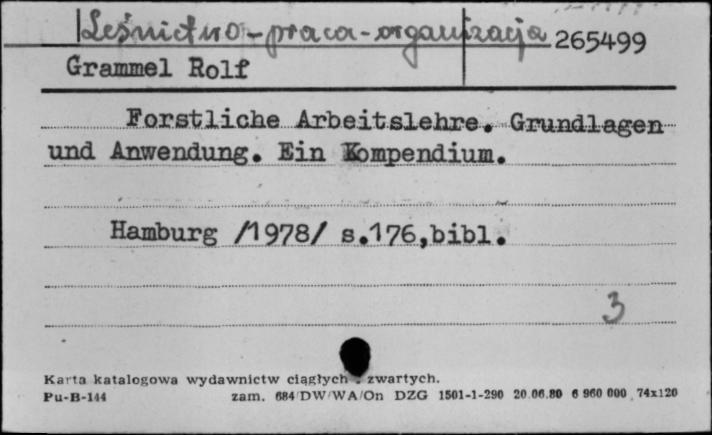 Leśnictwo - praca - organizacja 265499
Grammel Rolf
Forstliche Arbeitslehre. Grundlagen
und Anwendung. Ein Kompendium.
Hamburg /1978/ s.176,bibl.
3
Karta katalogowa wydawnictw ciągłych zwartych.
Pu-B-144 zam. 684/DW/WA/On DZG 1501-1-290 20.06.80 6 960 000 74x120